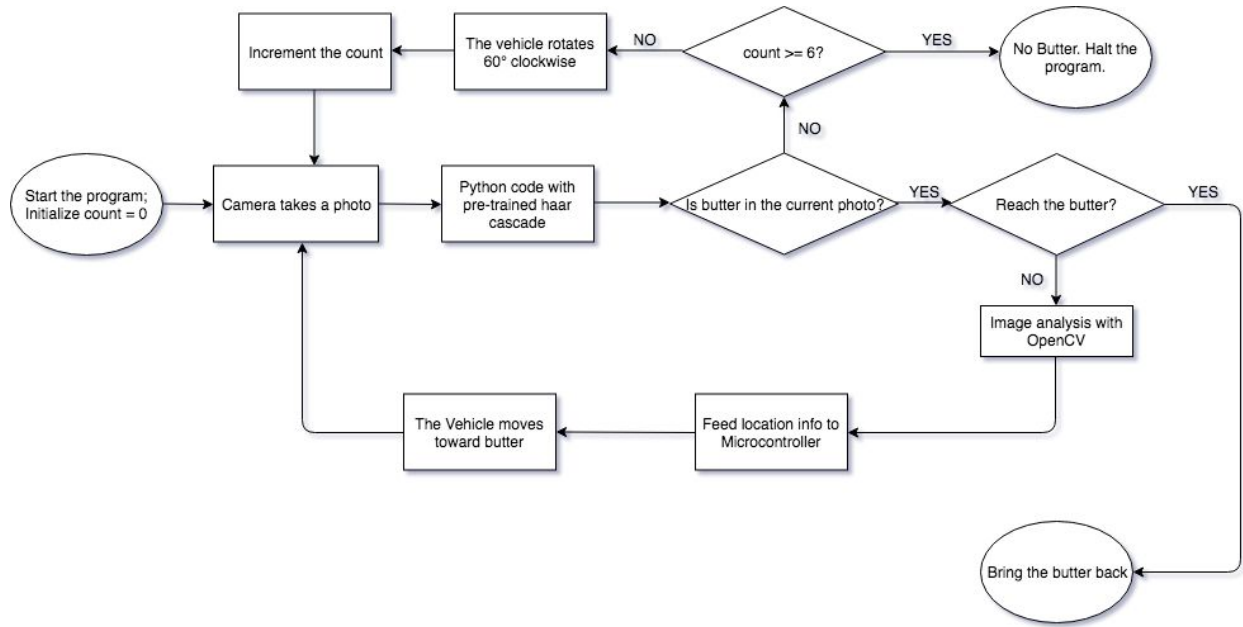 Increment the count
The vehicle rotates
60° clockwise
NO
count >= 6?
YES
No Butter. Halt the
program.
NO
Start the program;
Initialize count = 0
Camera takes a photo
Python code with
pre-trained haar
cascade
Is butter in the current photo?
YES
Reach the butter?
YES
NO
Image analysis with
OpenCV
The Vehicle moves
toward butter
Feed location info to
Microcontroller
Bring the butter back